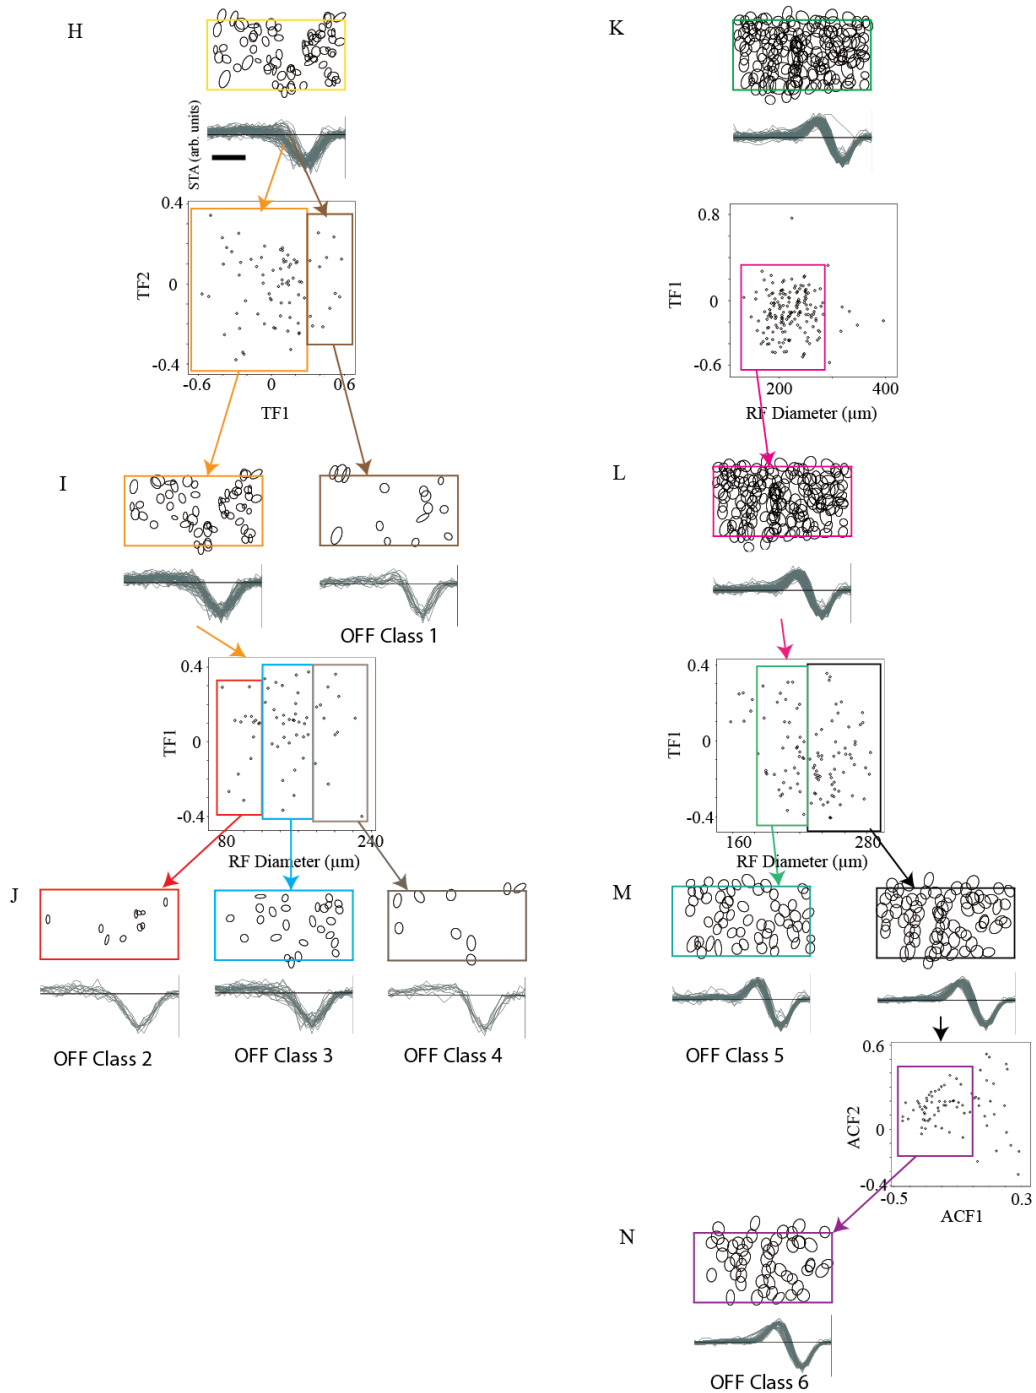 H
K
STA (arb. units)
0.4
TF2
0
-0.4
-0.6
0
0.6
TF1
0.8
TF1
0
-0.6
200
400
RF Diameter (µm)
I
OFF Class 1
L
0.4
TF1
0
-0.4
80
240
RF Diameter (µm)
0.4
TF1
0
-0.4
160
280
RF Diameter (µm)
J
OFF Class 2
OFF Class 3
OFF Class 4
M
OFF Class 5
0.6
ACF2
0
-0.4
-0.5
0.3
ACF1
N
OFF Class 6